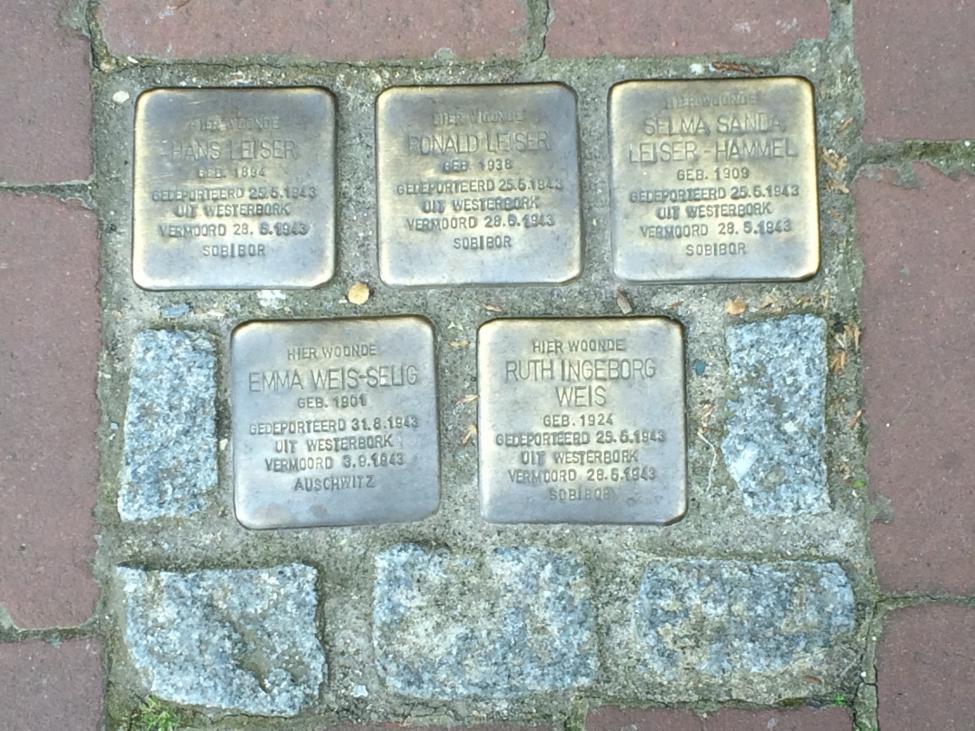 HIER WOONDE
HANS LEISER
GEB. 1894
GEDEPORTEERD 25.5.1943
UIT WESTERBORK
VERMOORD 28.5.1943
SOBIBOR
HIER WOONDE
RONALD LEISER
GEB. 1938
GEDEPORTEERD 25.5.1943
UIT WESTERBORK
VERMOORD 28.5.1943
SOBIBOR
HIER WOONDE
SELMA SANDA
LEISER-HAMMEL
GEB. 1909
GEDEPORTEERD 25.5.1943
UIT WESTERBORK
VERMOORD 28.5.1943
SOBIBOR
HIER WOONDE
EMMA WEIS-SELIG
GEB. 1901
GEDEPORTEERD 31.8.1943
UIT WESTERBORK
VERMOORD 3.9.1943
AUSCHWITZ
HIER WOONDE
RUTH INGEBORG
WEIS
GEB. 1924
GEDEPORTEERD 25.5.1943
UIT WESTERBORK
VERMOORD 28.5.1943
SOBIBOR